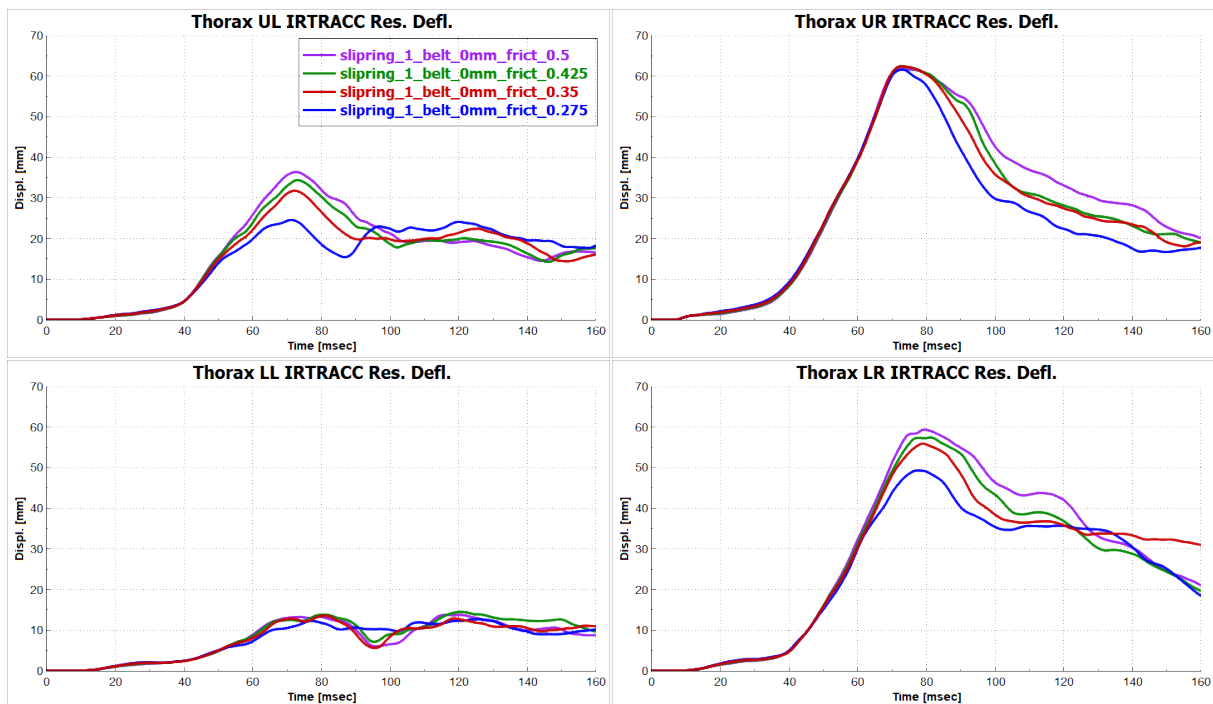 Thorax UL IRTRACC Res. Defl.
70
60
50
40
30
20
10
0
Displ. [mm]
slipring_1_belt_0mm_frict_0.5
slipring_1_belt_0mm_frict_0.425
slipring_1_belt_0mm_frict_0.35
slipring_1_belt_0mm_frict_0.275
0 20 40 60 80 100 120 140 160
Time [msec]
Thorax UR IRTRACC Res. Defl.
70
60
50
40
30
20
10
0
Displ. [mm]
0 20 40 60 80 100 120 140 160
Time [msec]
Thorax LL IRTRACC Res. Defl.
70
60
50
40
30
20
10
0
Displ. [mm]
0 20 40 60 80 100 120 140 160
Time [msec]
Thorax LR IRTRACC Res. Defl.
70
60
50
40
30
20
10
0
Displ. [mm]
0 20 40 60 80 100 120 140 160
Time [msec]